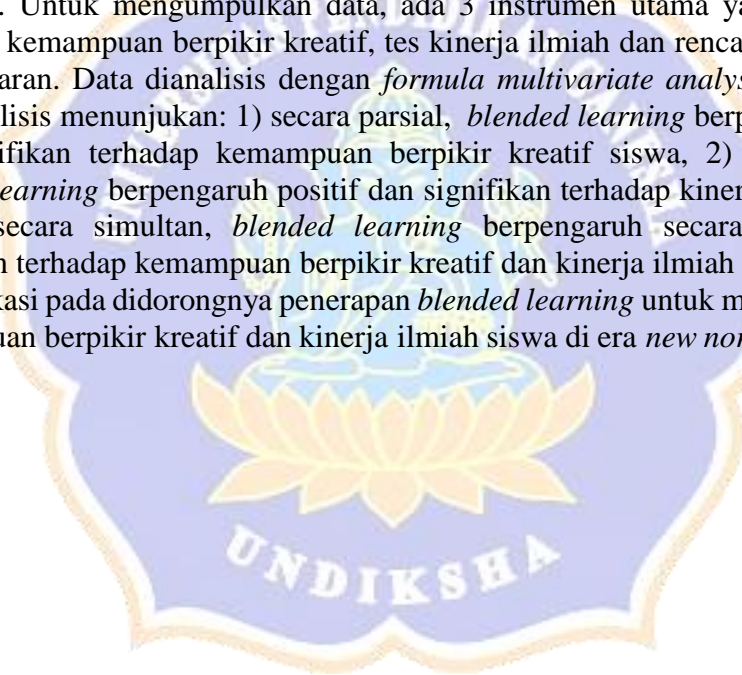 . Untuk mengumpulkan data, ada 3 instrumen utama ya
kemampuan berpikir kreatif, tes kinerja ilmiah dan renca
aran. Data dianalisis dengan formula multivariate analys
lisis menunjukan: 1) secara parsial, blended learning berp
ifikan terhadap kemampuan berpikir kreatif siswa, 2)
earning berpengaruh positif dan signifikan terhadap kiner
secara simultan, blended learning berpengaruh secara
n terhadap kemampuan berpikir kreatif dan kinerja ilmiah
kasi pada didorongnya penerapan blended learning untuk m
uan berpikir kreatif dan kinerja ilmiah siswa di era new nor
UNDIKSHA